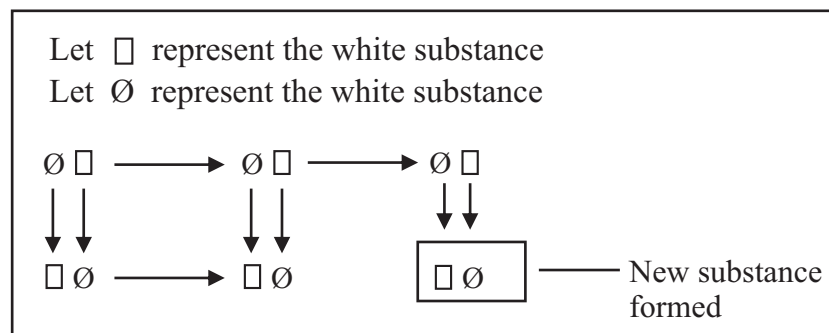 Let □ represent the white substance
Let Ø represent the white substance
Ø □ Ø □ Ø □
□ Ø □ Ø □ Ø
New substance
formed